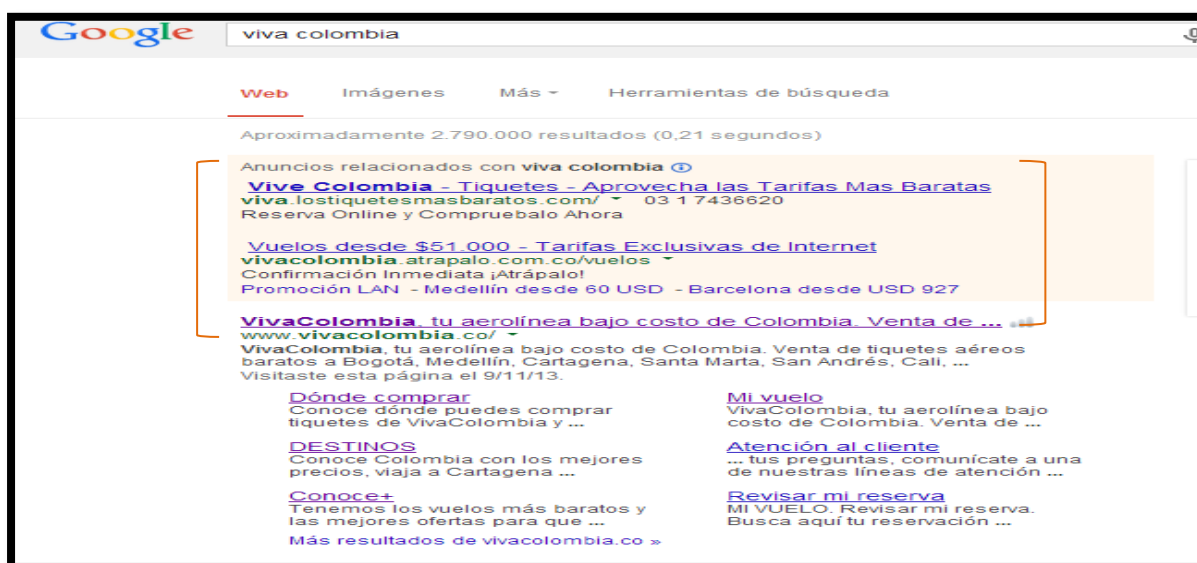 Google
viva colombia
Web Imágenes Más Herramientas de búsqueda
Aproximadamente 2.790.000 resultados (0,21 segundos)
Anuncios relacionados con viva colombia
Vive Colombia - Tiquetes - Aprovecha las Tarifas Mas Baratas
viva.lostiquetesmasbaratos.com/ 03 1 7436620
Reserva Online y Compruebalo Ahora
Vuelos desde $51.000 - Tarifas Exclusivas de Internet
vivacolombia.atrapalo.com.co/vuelos
Confirmación Inmediata ¡Atrápalo!
Promoción LAN - Medellín desde 60 USD - Barcelona desde USD 927
VivaColombia, tu aerolínea bajo costo de Colombia. Venta de ...
www.vivacolombia.co/
VivaColombia, tu aerolínea bajo costo de Colombia. Venta de tiquetes aéreos
baratos a Bogotá, Medellín, Cartagena, Santa Marta, San Andrés, Cali, ...
Visitaste esta página el 9/11/13.
Dónde comprar
Conoce dónde puedes comprar
tiquetes de VivaColombia y ...
Mi vuelo
VivaColombia, tu aerolínea bajo
costo de Colombia. Venta de ...
DESTINOS
Conoce Colombia con los mejores
precios, viaja a Cartagena ...
Atención al cliente
... tus preguntas, comunícate a una
de nuestras líneas de atención ...
Conoce+
Tenemos los vuelos más baratos y
las mejores ofertas para que ...
Revisar mi reserva
MI VUELO. Revisar mi reserva.
Busca aquí tu reservación ...
Más resultados de vivacolombia.co »